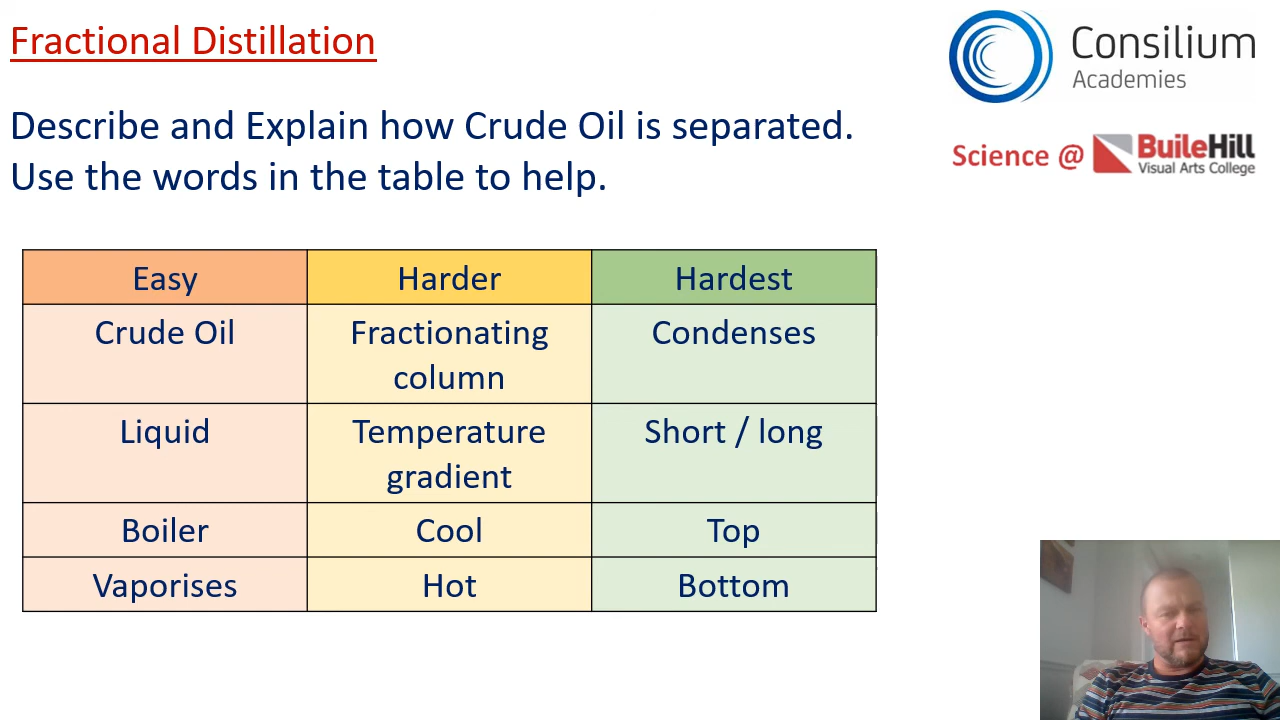 Fractional Distillation
Consilium
Academies
Describe and Explain how Crude Oil is separated.
Use the words in the table to help.
Science @ BuileHill
Visual Arts College
Easy Harder Hardest
Crude Oil Fractionating column Condenses
Liquid Temperature gradient Short / long
Boiler Cool Top
Vaporises Hot Bottom